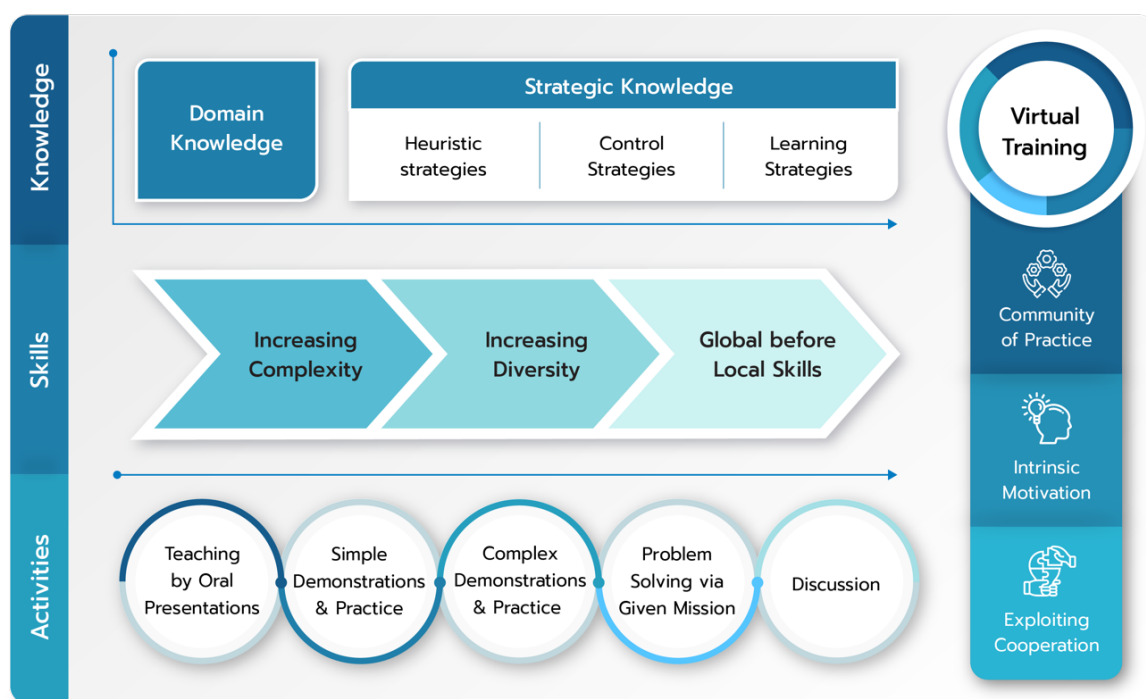 Knowledge
Domain
Knowledge
Strategic Knowledge
Heuristic
strategies
Control
Strategies
Learning
Strategies
Skills
Increasing
Complexity
Increasing
Diversity
Global before
Local Skills
Activities
Teaching
by Oral
Presentations
Simple
Demonstrations
& Practice
Complex
Demonstrations
& Practice
Problem
Solving via
Given Mission
Discussion
Virtual
Training
Community
of Practice
Intrinsic
Motivation
Exploiting
Cooperation